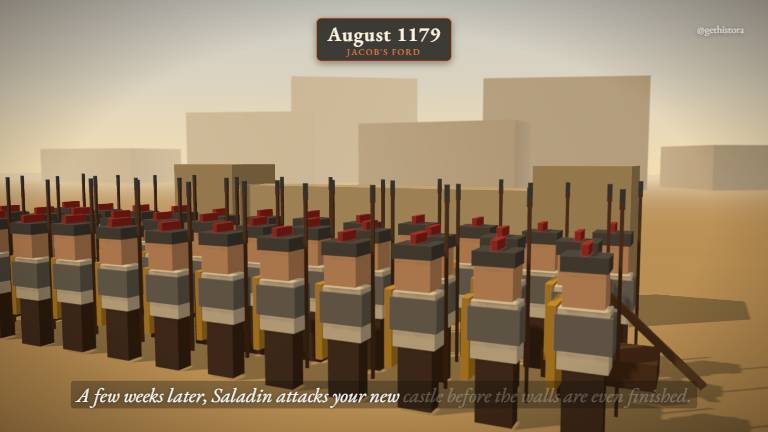 August 1179
JACOB'S FORD
@gethistora
A few weeks later, Saladin attacks your new castle before the walls are even finished.